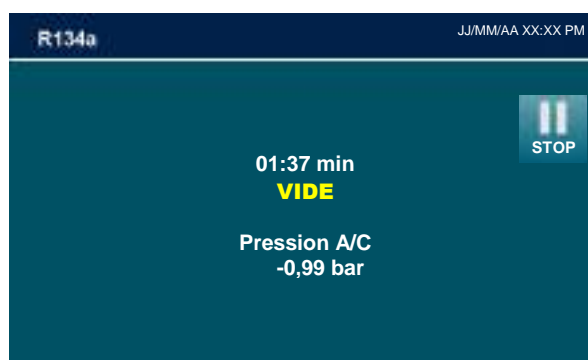 R134a
JJ/MM/AA XX:XX PM
STOP
01:37 min
VIDE
Pression A/C
-0,99 bar